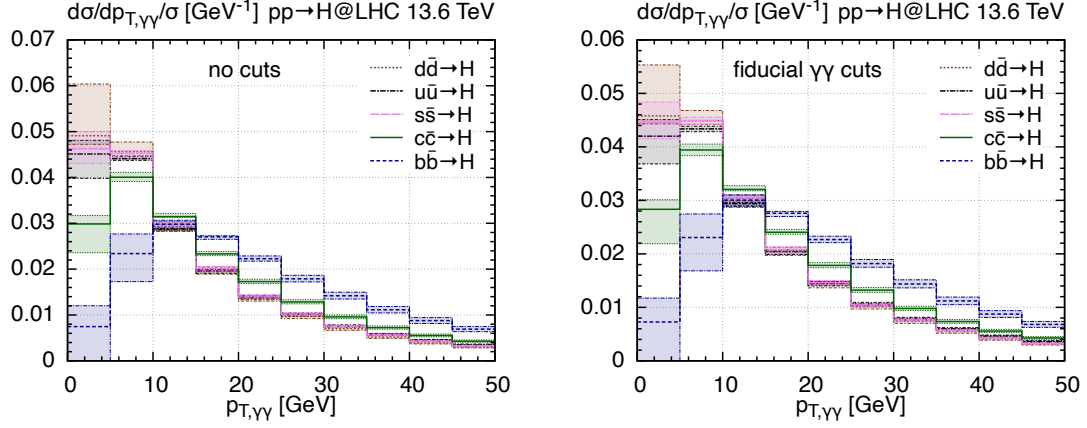 dσ/dp_T,γγ/σ [GeV⁻¹] pp→H@LHC 13.6 TeV
no cuts
dd̄→H
uū→H
ss̄→H
cc̄→H
bb̄→H
0.07
0.06
0.05
0.04
0.03
0.02
0.01
0
0 10 20 30 40 50
p_T,γγ [GeV]
dσ/dp_T,γγ/σ [GeV⁻¹] pp→H@LHC 13.6 TeV
fiducial γγ cuts
dd̄→H
uū→H
ss̄→H
cc̄→H
bb̄→H
0.06
0.05
0.04
0.03
0.02
0.01
0
0 10 20 30 40 50
p_T,γγ [GeV]